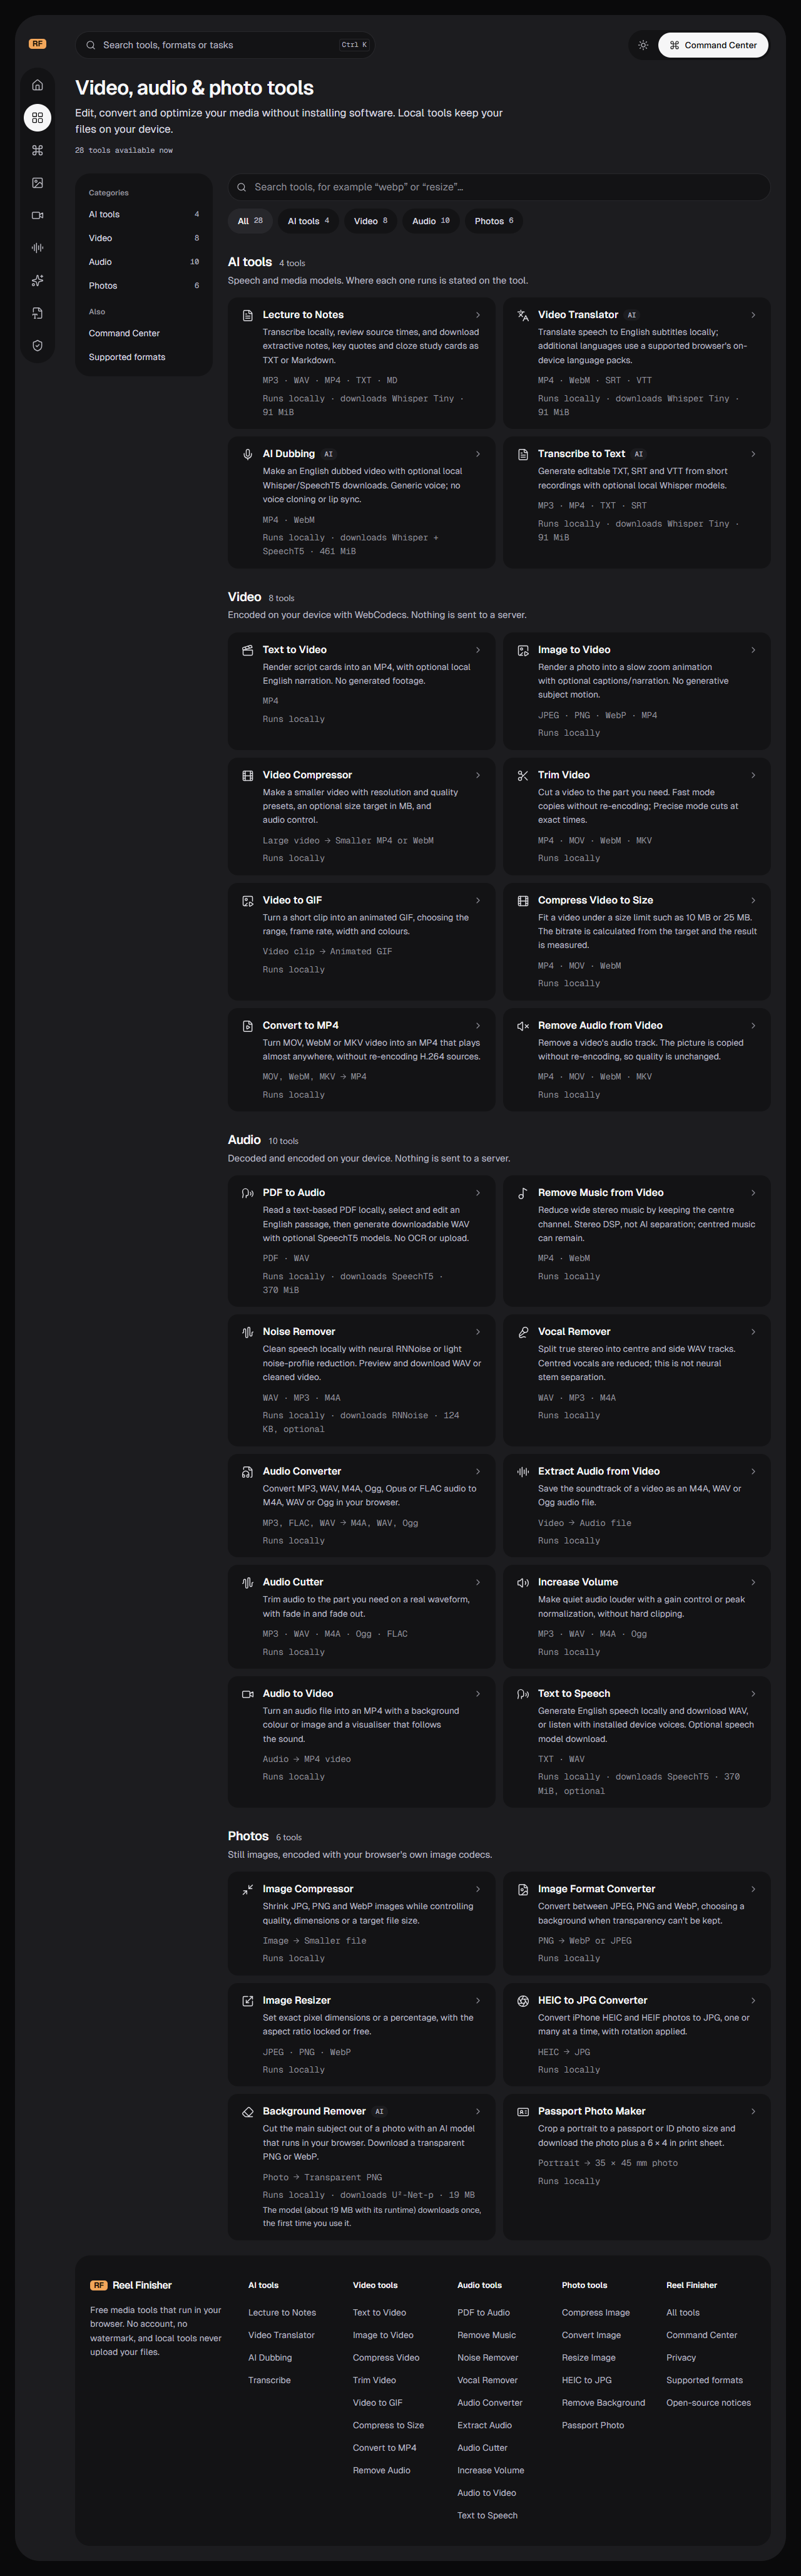 RF
Search tools, formats or tasks
Ctrl K
Command Center
Video, audio & photo tools
Edit, convert and optimize your media without installing software. Local tools keep your
files on your device.
28 tools available now
Categories
AI tools 4
Video 8
Audio 10
Photos 6
Also
Command Center
Supported formats
Search tools, for example “webp” or “resize”…
All 28
AI tools 4
Video 8
Audio 10
Photos 6
AI tools 4 tools
Speech and media models. Where each one runs is stated on the tool.
Lecture to Notes
Transcribe locally, review source times, and download
extractive notes, key quotes and cloze study cards as
TXT or Markdown.
MP3 · WAV · MP4 · TXT · MD
Runs locally · downloads Whisper Tiny ·
91 MiB
Video Translator AI
Translate speech to English subtitles locally;
additional languages use a supported browser's on-
device language packs.
MP4 · WebM · SRT · VTT
Runs locally · downloads Whisper Tiny ·
91 MiB
AI Dubbing AI
Make an English dubbed video with optional local
Whisper/SpeechT5 downloads. Generic voice; no
voice cloning or lip sync.
MP4 · WebM
Runs locally · downloads Whisper +
SpeechT5 · 461 MiB
Transcribe to Text AI
Generate editable TXT, SRT and VTT from short
recordings with optional local Whisper models.
MP3 · MP4 · TXT · SRT
Runs locally · downloads Whisper Tiny ·
91 MiB
Video 8 tools
Encoded on your device with WebCodecs. Nothing is sent to a server.
Text to Video
Render script cards into an MP4, with optional local
English narration. No generated footage.
MP4
Runs locally
Image to Video
Render a photo into a slow zoom animation
with optional captions/narration. No generative
subject motion.
JPEG · PNG · WebP · MP4
Runs locally
Video Compressor
Make a smaller video with resolution and quality
presets, an optional size target in MB, and
audio control.
Large video → Smaller MP4 or WebM
Runs locally
Trim Video
Cut a video to the part you need. Fast mode
copies without re-encoding; Precise mode cuts at
exact times.
MP4 · MOV · WebM · MKV
Runs locally
Video to GIF
Turn a short clip into an animated GIF, choosing the
range, frame rate, width and colours.
Video clip → Animated GIF
Runs locally
Compress Video to Size
Fit a video under a size limit such as 10 MB or 25 MB.
The bitrate is calculated from the target and the result
is measured.
MP4 · MOV · WebM
Runs locally
Convert to MP4
Turn MOV, WebM or MKV video into an MP4 that plays
almost anywhere, without re-encoding H.264 sources.
MOV, WebM, MKV → MP4
Runs locally
Remove Audio from Video
Remove a video's audio track. The picture is copied
without re-encoding, so quality is unchanged.
MP4 · MOV · WebM · MKV
Runs locally
Audio 10 tools
Decoded and encoded on your device. Nothing is sent to a server.
PDF to Audio
Read a text-based PDF locally, select and edit an
English passage, then generate downloadable WAV
with optional SpeechT5 models. No OCR or upload.
PDF · WAV
Runs locally · downloads SpeechT5 ·
370 MiB
Remove Music from Video
Reduce wide stereo music by keeping the centre
channel. Stereo DSP, not AI separation; centred music
can remain.
MP4 · WebM
Runs locally
Noise Remover
Clean speech locally with neural RNNoise or light
noise-profile reduction. Preview and download WAV or
cleaned video.
WAV · MP3 · M4A
Runs locally · downloads RNNoise · 124
KB, optional
Vocal Remover
Split true stereo into centre and side WAV tracks.
Centred vocals are reduced; this is not neural
stem separation.
WAV · MP3 · M4A
Runs locally
Audio Converter
Convert MP3, WAV, M4A, Ogg, Opus or FLAC audio to
M4A, WAV or Ogg in your browser.
MP3, FLAC, WAV → M4A, WAV, Ogg
Runs locally
Extract Audio from Video
Save the soundtrack of a video as an M4A, WAV or
Ogg audio file.
Video → Audio file
Runs locally
Audio Cutter
Trim audio to the part you need on a real waveform,
with fade in and fade out.
MP3 · WAV · M4A · Ogg · FLAC
Runs locally
Increase Volume
Make quiet audio louder with a gain control or peak
normalization, without hard clipping.
MP3 · WAV · M4A · Ogg
Runs locally
Audio to Video
Turn an audio file into an MP4 with a background
colour or image and a visualiser that follows
the sound.
Audio → MP4 video
Runs locally
Text to Speech
Generate English speech locally and download WAV,
or listen with installed device voices. Optional speech
model download.
TXT · WAV
Runs locally · downloads SpeechT5 · 370
MiB, optional
Photos 6 tools
Still images, encoded with your browser's own image codecs.
Image Compressor
Shrink JPG, PNG and WebP images while controlling
quality, dimensions or a target file size.
Image → Smaller file
Runs locally
Image Format Converter
Convert between JPEG, PNG and WebP, choosing a
background when transparency can't be kept.
PNG → WebP or JPEG
Runs locally
Image Resizer
Set exact pixel dimensions or a percentage, with the
aspect ratio locked or free.
JPEG · PNG · WebP
Runs locally
HEIC to JPG Converter
Convert iPhone HEIC and HEIF photos to JPG, one or
many at a time, with rotation applied.
HEIC → JPG
Runs locally
Background Remover AI
Cut the main subject out of a photo with an AI model
that runs in your browser. Download a transparent
PNG or WebP.
Photo → Transparent PNG
Runs locally · downloads U²-Net-p · 19 MB
The model (about 19 MB with its runtime) downloads once,
the first time you use it.
Passport Photo Maker
Crop a portrait to a passport or ID photo size and
download the photo plus a 6 × 4 in print sheet.
Portrait → 35 × 45 mm photo
Runs locally
RF Reel Finisher
Free media tools that run in your
browser. No account, no
watermark, and local tools never
upload your files.
AI tools
Lecture to Notes
Video Translator
AI Dubbing
Transcribe
Video tools
Text to Video
Image to Video
Compress Video
Trim Video
Video to GIF
Compress to Size
Convert to MP4
Remove Audio
Audio tools
PDF to Audio
Remove Music
Noise Remover
Vocal Remover
Audio Converter
Extract Audio
Audio Cutter
Increase Volume
Audio to Video
Text to Speech
Photo tools
Compress Image
Convert Image
Resize Image
HEIC to JPG
Remove Background
Passport Photo
Reel Finisher
All tools
Command Center
Privacy
Supported formats
Open-source notices